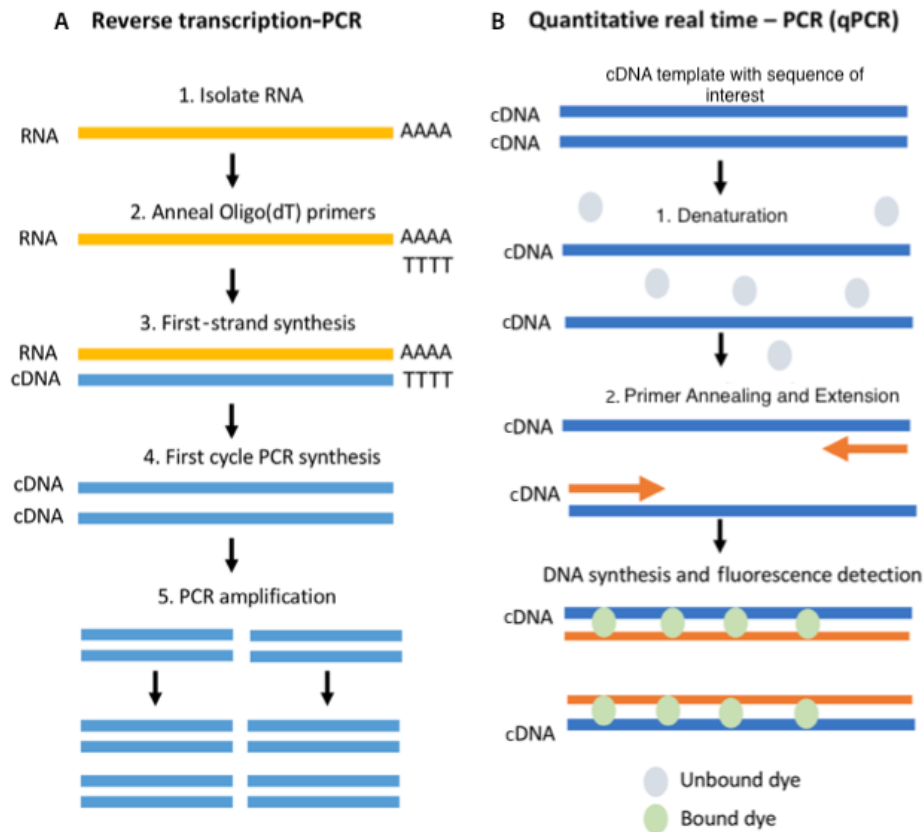 A Reverse transcription-PCR
1. Isolate RNA
RNA AAAA
2. Anneal Oligo(dT) primers
RNA AAAA
TTTT
3. First-strand synthesis
RNA AAAA
cDNA TTTT
4. First cycle PCR synthesis
cDNA
cDNA
5. PCR amplification
B Quantitative real time – PCR (qPCR)
cDNA template with sequence of
interest
cDNA
cDNA
1. Denaturation
cDNA
cDNA
2. Primer Annealing and Extension
cDNA
cDNA
DNA synthesis and fluorescence detection
cDNA
cDNA
Unbound dye
Bound dye